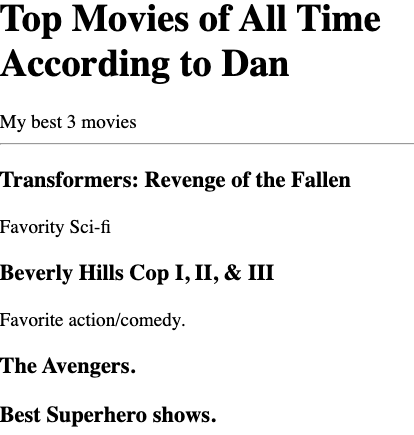 Top Movies of All Time
According to Dan
My best 3 movies
Transformers: Revenge of the Fallen
Favority Sci-fi
Beverly Hills Cop I, II, & III
Favorite action/comedy.
The Avengers.
Best Superhero shows.